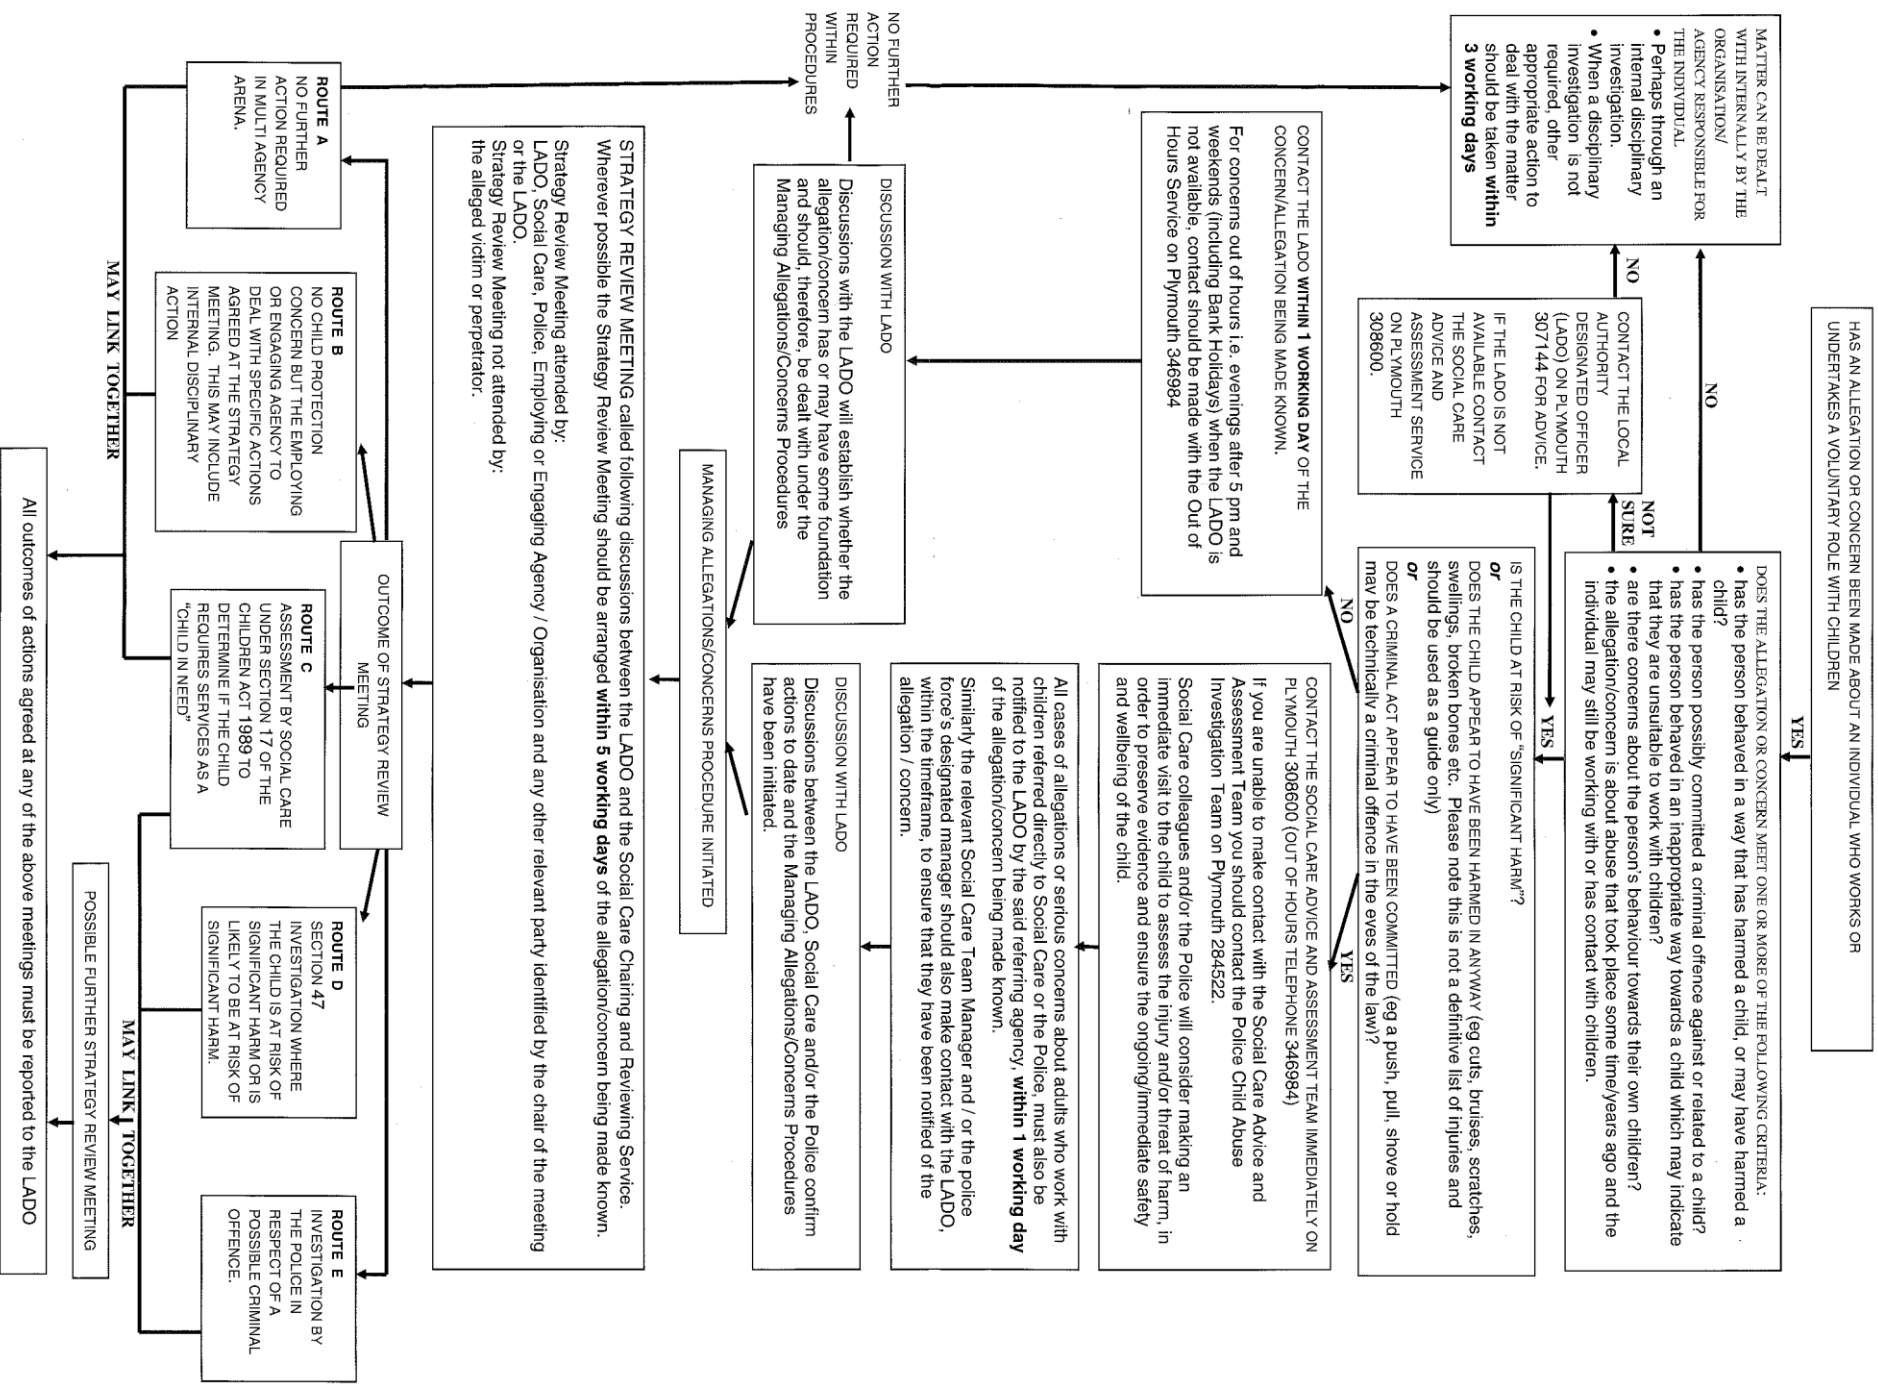 HAS AN ALLEGATION OR CONCERN BEEN MADE ABOUT AN INDIVIDUAL WHO WORKS OR
UNDERTAKES A VOLUNTARY ROLE WITH CHILDREN
YES
DOES THE ALLEGATION OR CONCERN MEET ONE OR MORE OF THE FOLLOWING CRITERIA:
• has the person behaved in a way that has harmed a child, or may have harmed a
child?
• has the person possibly committed a criminal offence against or related to a child?
• has the person behaved in an inappropriate way towards a child which may indicate
that they are unsuitable to work with children?
• are there concerns about the person's behaviour towards their own children?
• the allegation/concern is about abuse that took place some time/years ago and the
individual may still be working with or has contact with children.
NO
NOT
SURE
YES
MATTER CAN BE DEALT
WITH INTERNALLY BY THE
ORGANISATION/
AGENCY RESPONSIBLE FOR
THE INDIVIDUAL
• Perhaps through an
internal disciplinary
investigation.
• When a disciplinary
investigation is not
required, other
appropriate action to
deal with the matter
should be taken within
3 working days
NO
CONTACT THE LOCAL
AUTHORITY
DESIGNATED OFFICER
(LADO) ON PLYMOUTH
307144 FOR ADVICE.
IF THE LADO IS NOT
AVAILABLE CONTACT
THE SOCIAL CARE
ADVICE AND
ASSESSMENT SERVICE
ON PLYMOUTH
308600.
IS THE CHILD AT RISK OF "SIGNIFICANT HARM"?
or
DOES THE CHILD APPEAR TO HAVE BEEN HARMED IN ANYWAY (eg cuts, bruises, scratches,
swellings, broken bones etc. Please note this is not a definitive list of injuries and
should be used as a guide only)
or
DOES A CRIMINAL ACT APPEAR TO HAVE BEEN COMMITTED (eg a push, pull, shove or hold
may be technically a criminal offence in the eyes of the law)?
NO
YES
CONTACT THE LADO WITHIN 1 WORKING DAY OF THE
CONCERN/ALLEGATION BEING MADE KNOWN.
For concerns out of hours i.e. evenings after 5 pm and
weekends (including Bank Holidays) when the LADO is
not available, contact should be made with the Out of
Hours Service on Plymouth 346984
CONTACT THE SOCIAL CARE ADVICE AND ASSESSMENT TEAM IMMEDIATELY ON
PLYMOUTH 308600 (OUT OF HOURS TELEPHONE 346984)
If you are unable to make contact with the Social Care Advice and
Assessment Team you should contact the Police Child Abuse
Investigation Team on Plymouth 284522.
Social Care colleagues and/or the Police will consider making an
immediate visit to the child to assess the injury and/or threat of harm, in
order to preserve evidence and ensure the ongoing/immediate safety
and wellbeing of the child.
All cases of allegations or serious concerns about adults who work with
children referred directly to Social Care or the Police, must also be
notified to the LADO by the said referring agency, within 1 working day
of the allegation/concern being made known.
Similarly the relevant Social Care Team Manager and / or the police
force's designated manager should also make contact with the LADO,
within the timeframe, to ensure that they have been notified of the
allegation / concern.
NO FURTHER
ACTION
REQUIRED
WITHIN
PROCEDURES
DISCUSSION WITH LADO
Discussions with the LADO will establish whether the
allegation/concern has or may have some foundation
and should, therefore, be dealt with under the
Managing Allegations/Concerns Procedures
DISCUSSION WITH LADO
Discussions between the LADO, Social Care and/or the Police confirm
actions to date and the Managing Allegations/Concerns Procedures
have been initiated.
MANAGING ALLEGATIONS/CONCERNS PROCEDURE INITIATED
STRATEGY REVIEW MEETING called following discussions between the LADO and the Social Care Chairing and Reviewing Service.
Wherever possible the Strategy Review Meeting should be arranged within 5 working days of the allegation/concern being made known.
Strategy Review Meeting attended by:
LADO, Social Care, Police, Employing or Engaging Agency / Organisation and any other relevant party identified by the chair of the meeting
or the LADO.
Strategy Review Meeting not attended by:
the alleged victim or perpetrator.
OUTCOME OF STRATEGY REVIEW
MEETING
ROUTE A
NO FURTHER
ACTION REQUIRED
IN MULTI AGENCY
ARENA.
ROUTE B
NO CHILD PROTECTION
CONCERN BUT THE EMPLOYING
OR ENGAGING AGENCY TO
DEAL WITH SPECIFIC ACTIONS
AGREED AT THE STRATEGY
MEETING. THIS MAY INCLUDE
INTERNAL DISCIPLINARY
ACTION
ROUTE C
ASSESSMENT BY SOCIAL CARE
UNDER SECTION 17 OF THE
CHILDREN ACT 1989 TO
DETERMINE IF THE CHILD
REQUIRES SERVICES AS A
"CHILD IN NEED"
ROUTE D
SECTION 47
INVESTIGATION WHERE
THE CHILD IS AT RISK OF
SIGNIFICANT HARM OR IS
LIKELY TO BE AT RISK OF
SIGNIFICANT HARM.
ROUTE E
INVESTIGATION BY
THE POLICE IN
RESPECT OF A
POSSIBLE CRIMINAL
OFFENCE.
MAY LINK TOGETHER
MAY LINK TOGETHER
POSSIBLE FURTHER STRATEGY REVIEW MEETING
All outcomes of actions agreed at any of the above meetings must be reported to the LADO